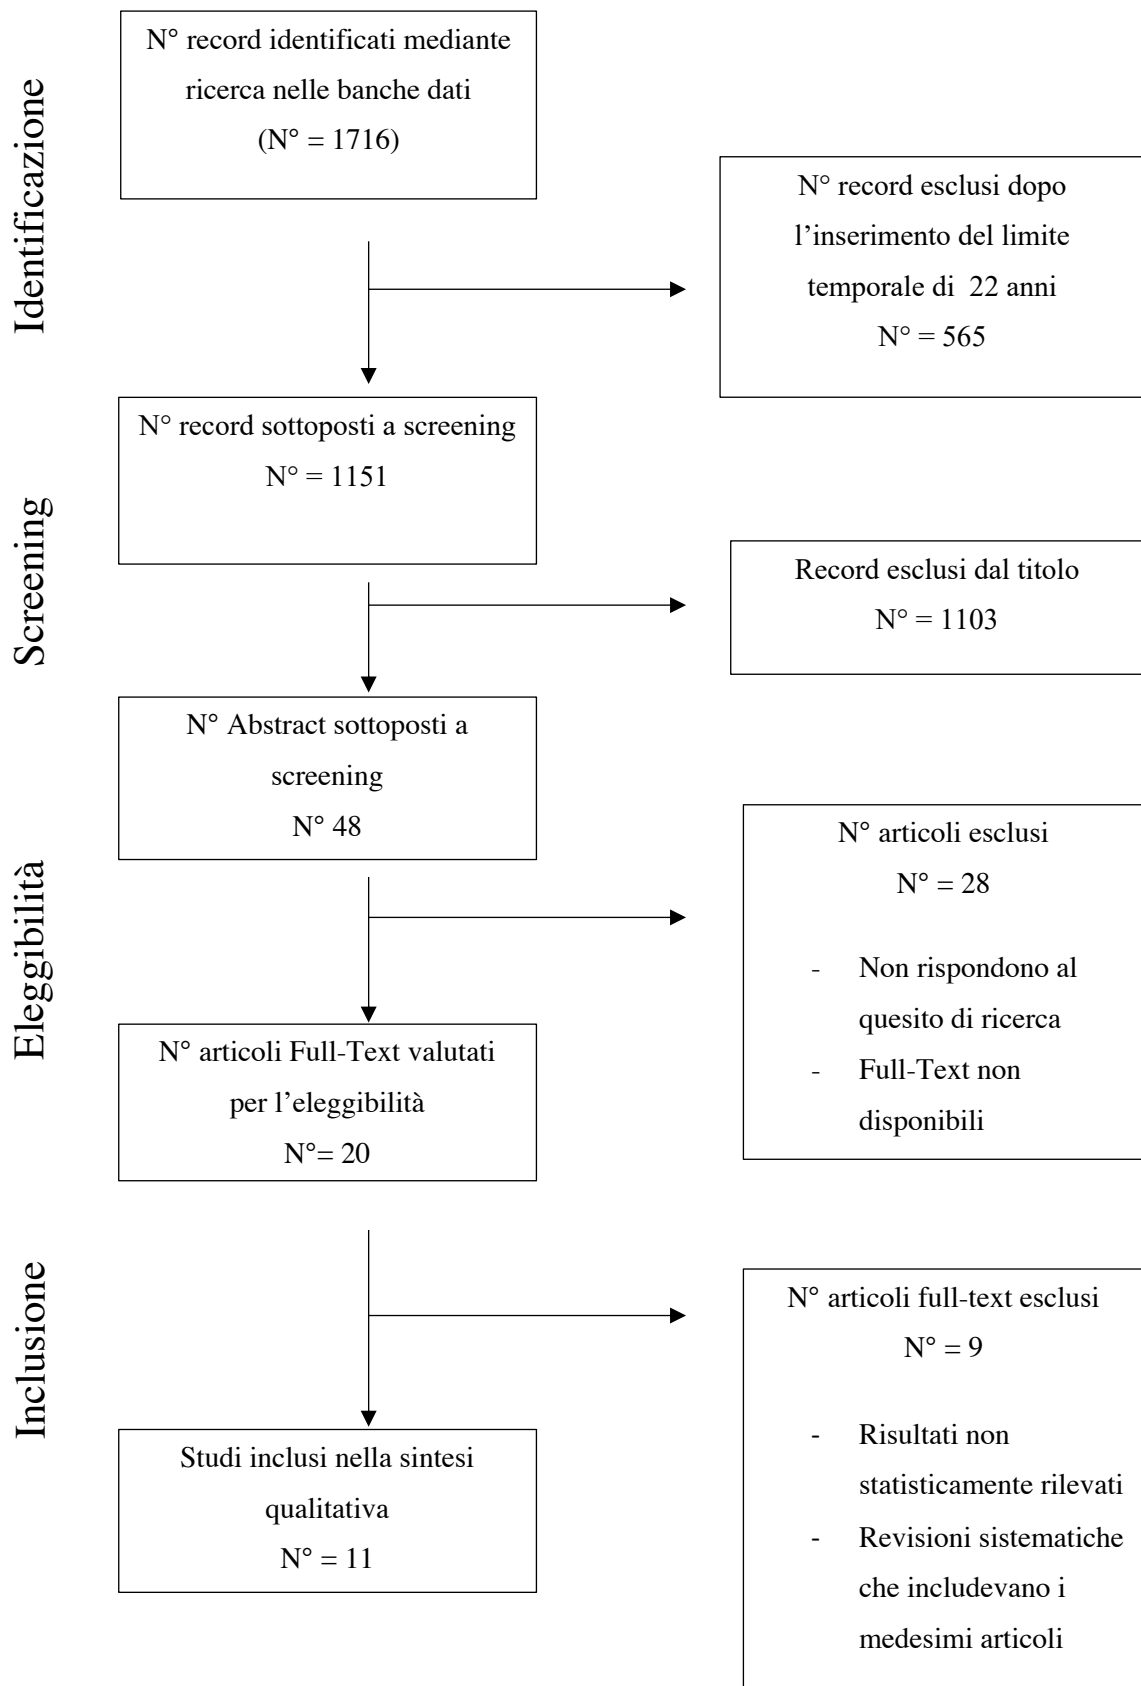 Identificazione
N° record identificati mediante
ricerca nelle banche dati
(N° = 1716)
N° record esclusi dopo
l’inserimento del limite
temporale di  22 anni
N° = 565
Screening
N° record sottoposti a screening
N° = 1151
Record esclusi dal titolo
N° = 1103
N° Abstract sottoposti a
screening
N° 48
Eleggibilità
N° articoli esclusi
N° = 28
- Non rispondono al
quesito di ricerca
- Full-Text non
disponibili
N° articoli Full-Text valutati
per l’eleggibilità
N°= 20
Inclusione
N° articoli full-text esclusi
N° = 9
- Risultati non
statisticamente rilevati
- Revisioni sistematiche
che includevano i
medesimi articoli
Studi inclusi nella sintesi
qualitativa
N° = 11